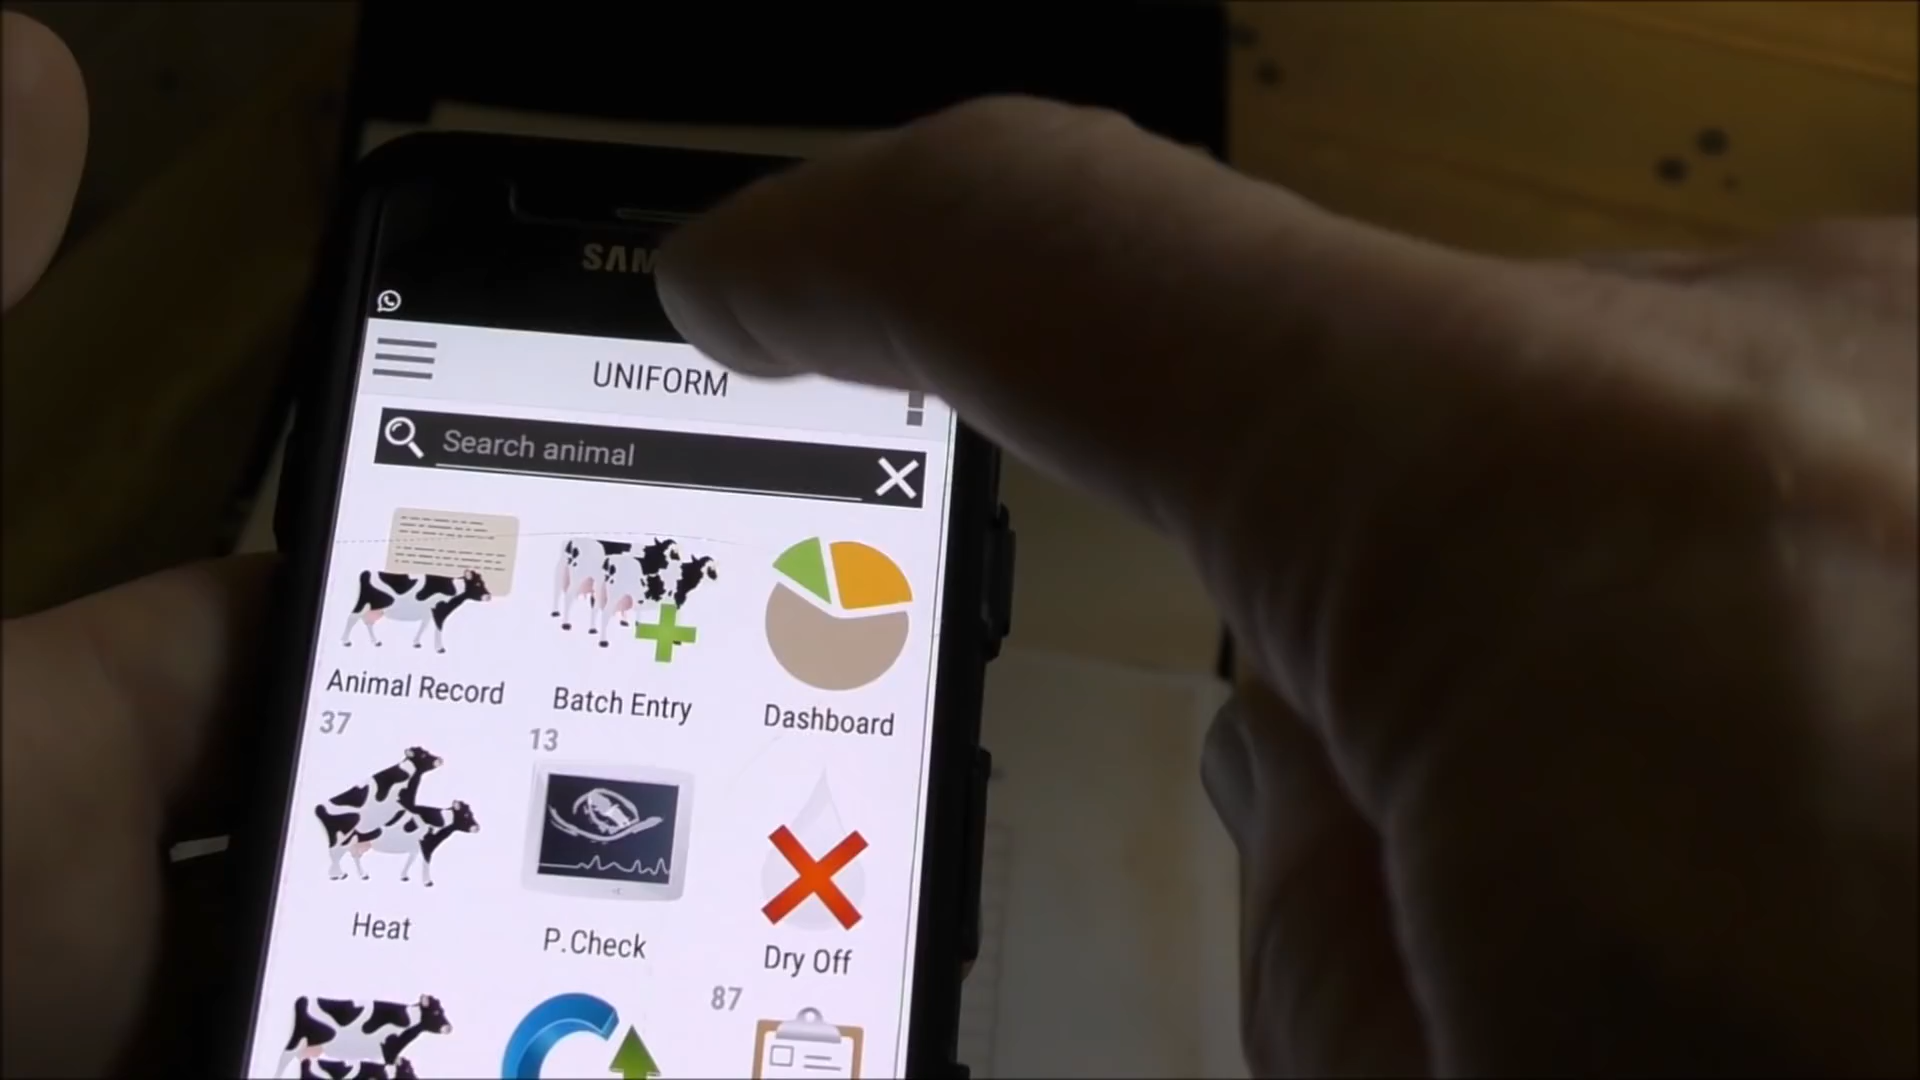 SAM
UNIFORM
Search animal
Animal Record
Batch Entry
Dashboard
37
13
Heat
P.Check
Dry Off
87